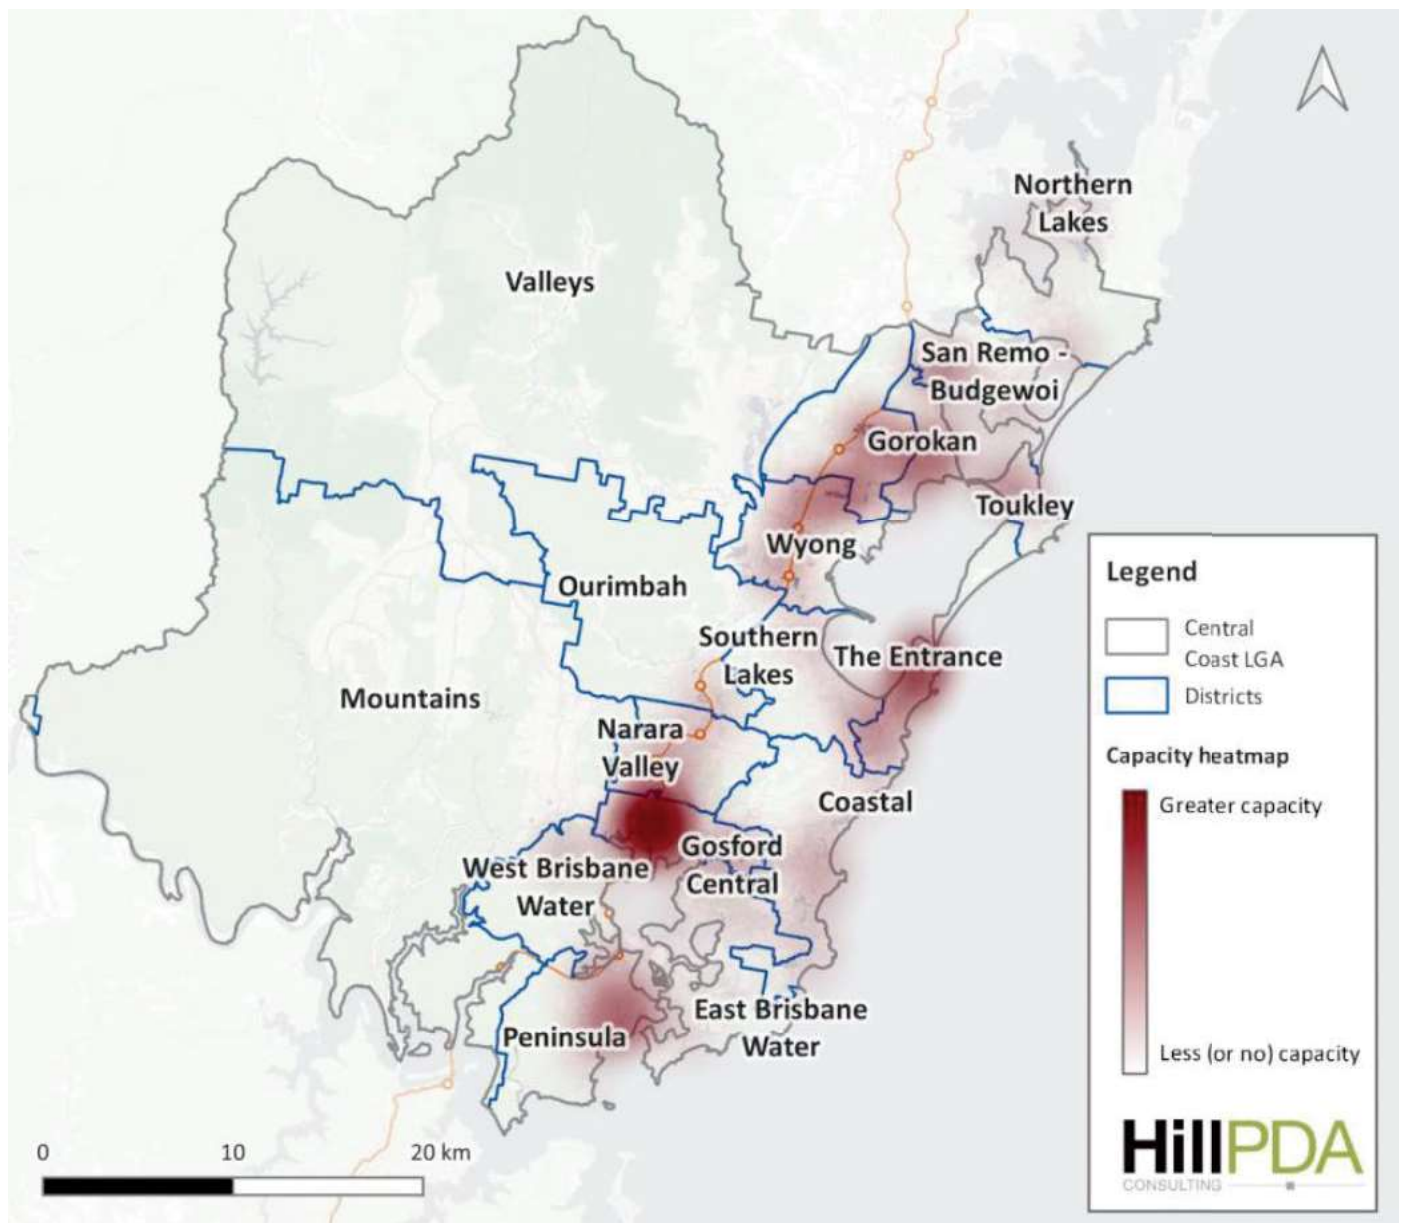 Northern
Lakes
Valleys
San Remo -
Budgewoi
Gorokan
Toukley
Wyong
Ourimbah
Southern
Lakes
The Entrance
Mountains
Narara
Valley
Coastal
Gosford
Central
West Brisbane
Water
East Brisbane
Water
Peninsula
Legend
Central
Coast LGA
Districts
Capacity heatmap
Greater capacity
Less (or no) capacity
HillPDA
CONSULTING
0 10 20 km